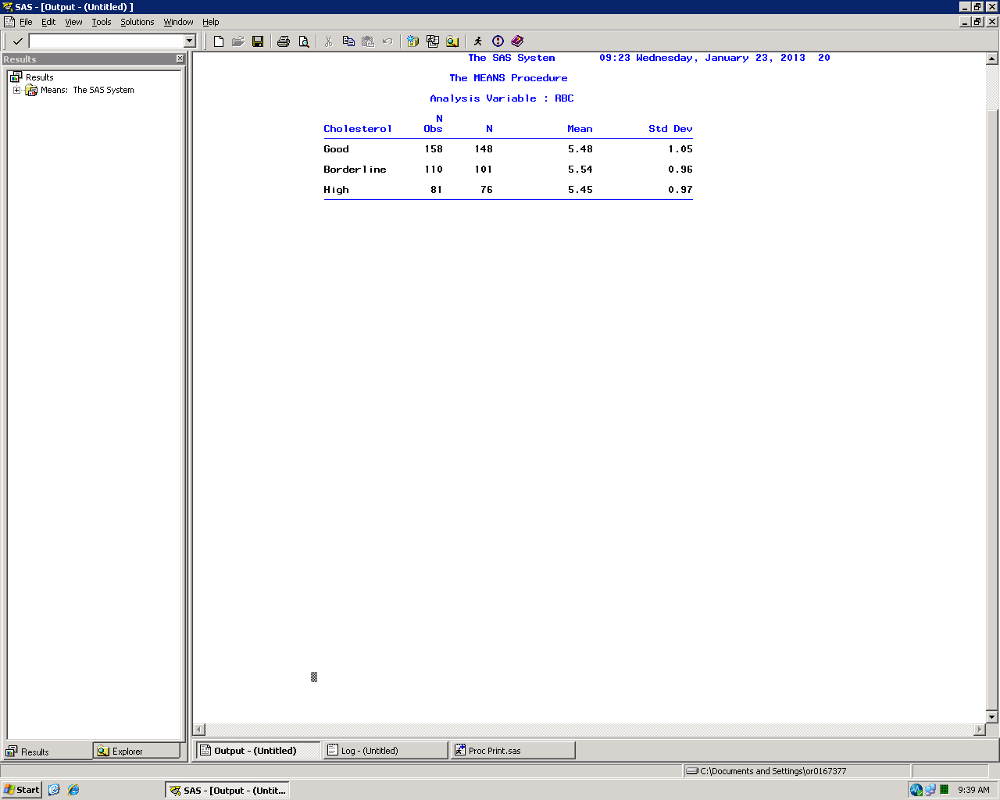 SAS - [Output - (Untitled) ]
File Edit View Tools Solutions Window Help
Results
Results
Means: The SAS System
The SAS System 09:23 Wednesday, January 23, 2013 20
The MEANS Procedure
Analysis Variable : RBC
N
Cholesterol Obs N Mean Std Dev
Good 158 148 5.48 1.05
Borderline 110 101 5.54 0.96
High 81 76 5.45 0.97
Results Explorer
Output - (Untitled) Log - (Untitled) Proc Print.sas
C:\Documents and Settings\or0167377
Start SAS - [Output - (Untit... 9:39 AM